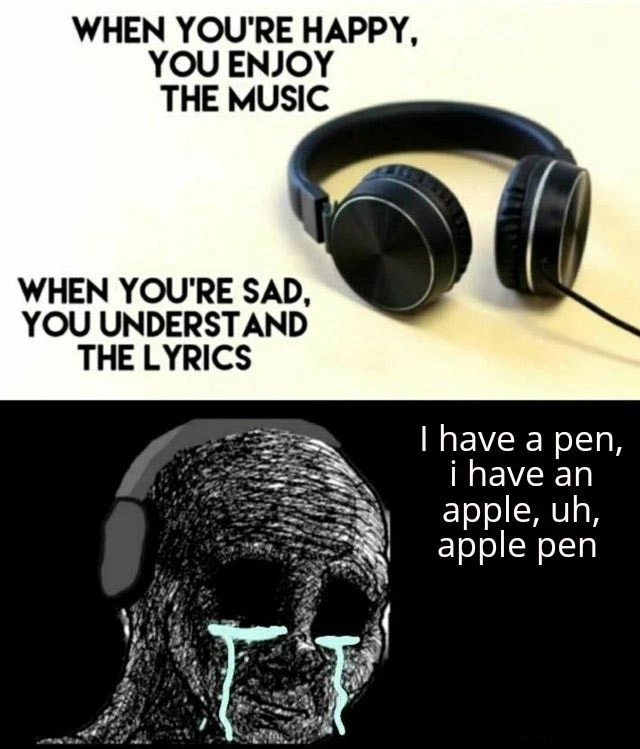 WHEN YOU'RE HAPPY,
YOU ENJOY
THE MUSIC
WHEN YOU'RE SAD,
YOU UNDERSTAND
THE LYRICS
I have a pen,
i have an
apple, uh,
apple pen